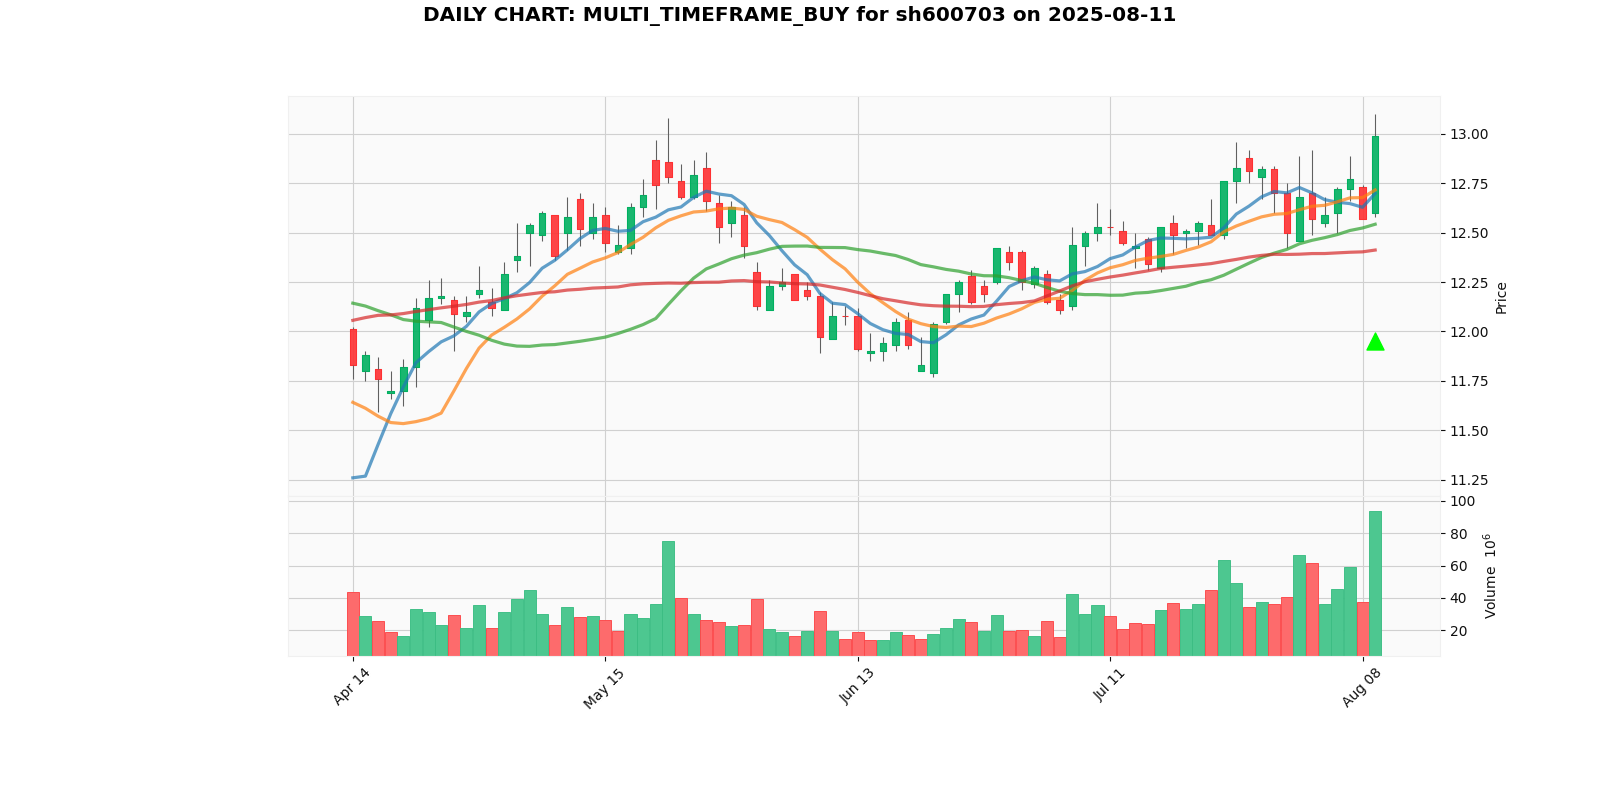 DAILY CHART: MULTI_TIMEFRAME_BUY for sh600703 on 2025-08-11
13.00
12.75
12.50
12.25
12.00
11.75
11.50
11.25
Price
100
80
60
40
20
Volume 10⁶
Apr 14
May 15
Jun 13
Jul 11
Aug 08